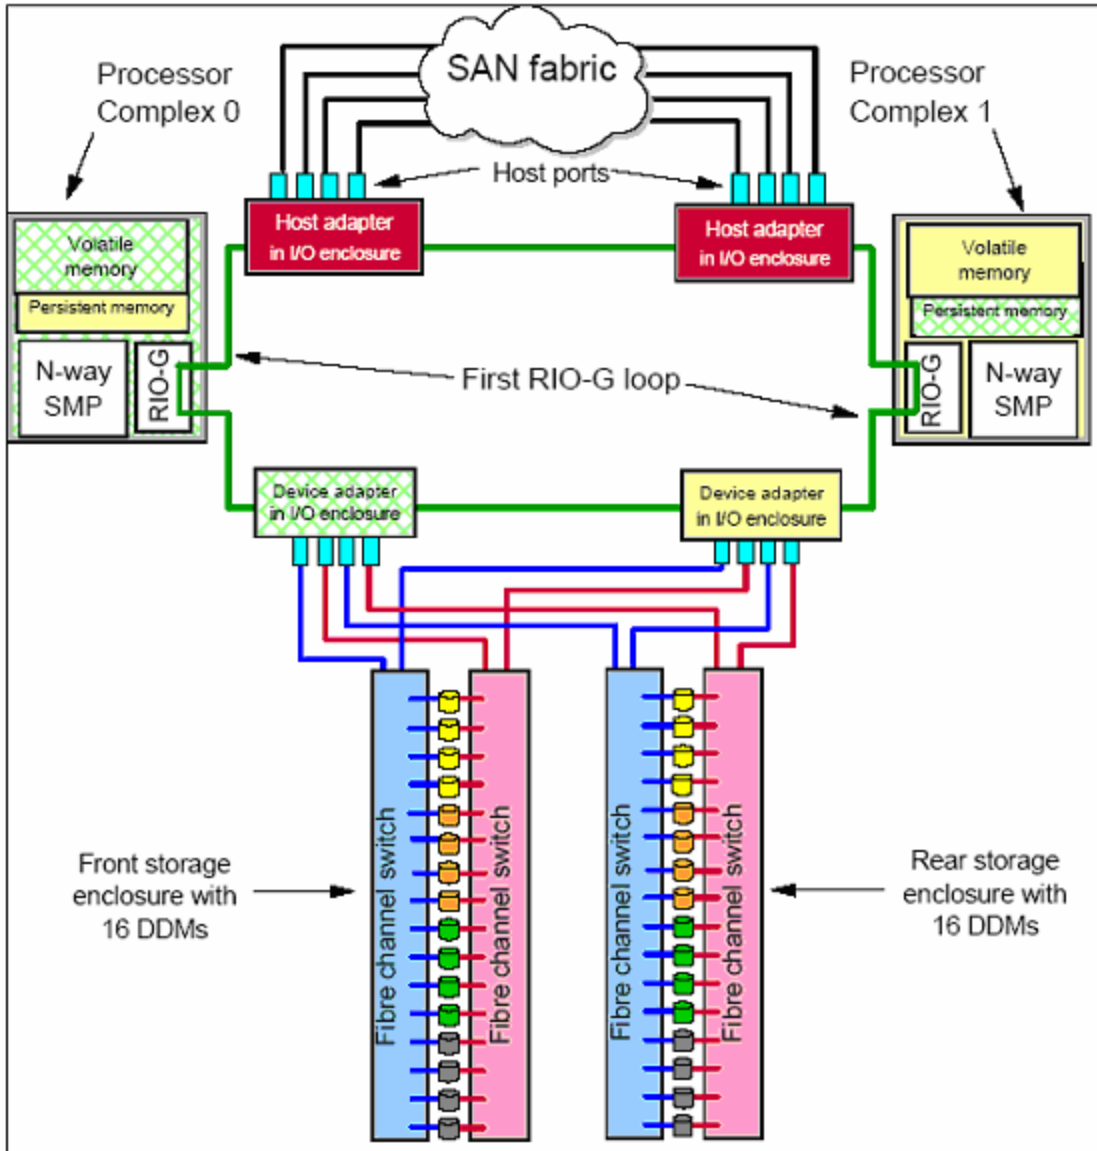 SAN fabric
Processor
Complex 0
Processor
Complex 1
Host ports
Host adapter
in I/O enclosure
Host adapter
in I/O enclosure
Volatile
memory
Persistent memory
N-way
SMP
RIO-G
Volatile
memory
Persistent memory
RIO-G
N-way
SMP
First RIO-G loop
Device adapter
in I/O enclosure
Device adapter
in I/O enclosure
Front storage
enclosure with
16 DDMs
Fibre channel switch
Fibre channel switch
Fibre channel switch
Fibre channel switch
Rear storage
enclosure with
16 DDMs